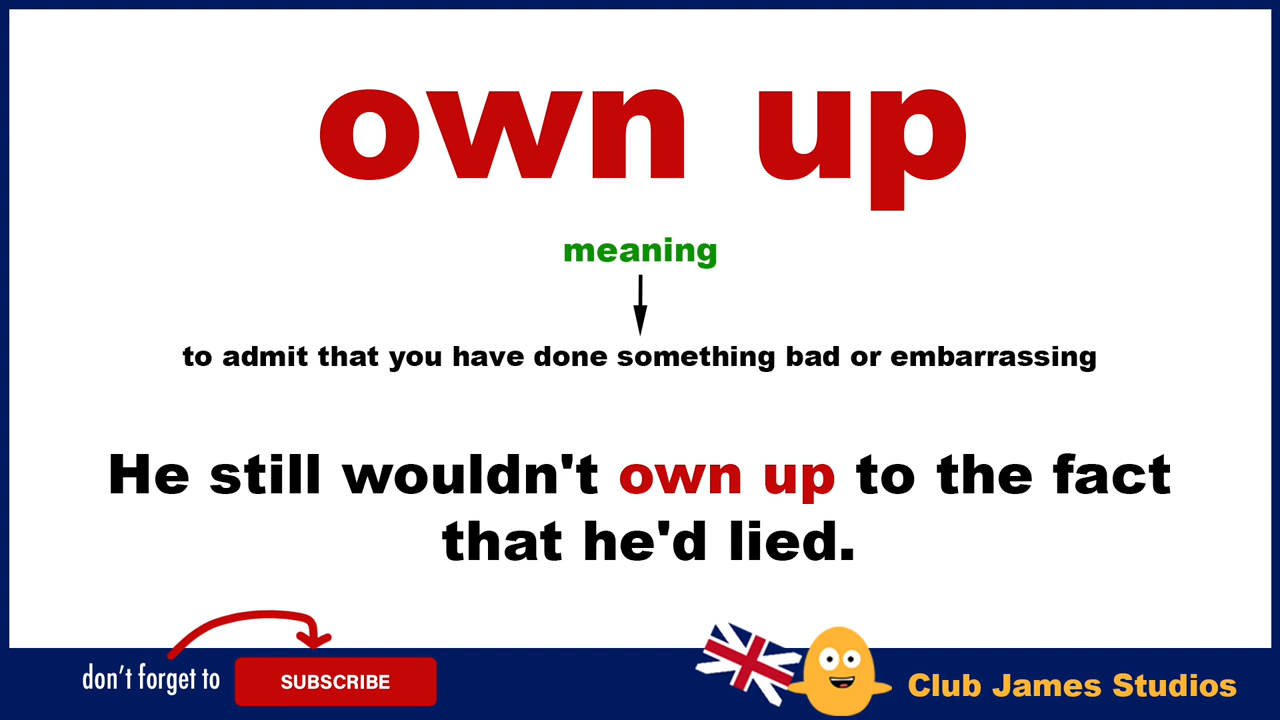 own up
meaning
to admit that you have done something bad or embarrassing
He still wouldn't own up to the fact
that he'd lied.
don't forget to
SUBSCRIBE
Club James Studios